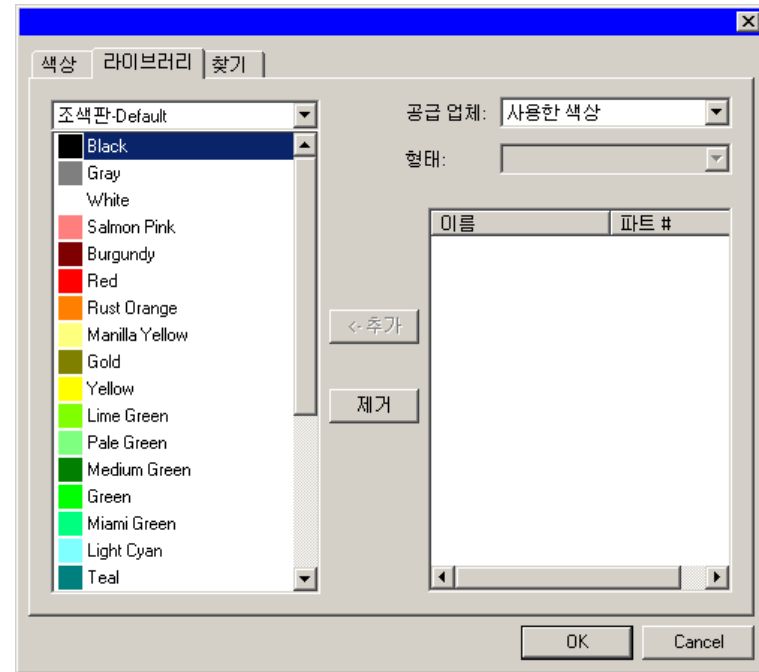 색상 라이브러리 찾기
조색판-Default
Black
Gray
White
Salmon Pink
Burgundy
Red
Rust Orange
Manilla Yellow
Gold
Yellow
Lime Green
Pale Green
Medium Green
Green
Miami Green
Light Cyan
Teal
<-추가
제거
공급 업체: 사용한 색상
형태:
이름 파트 #
OK Cancel